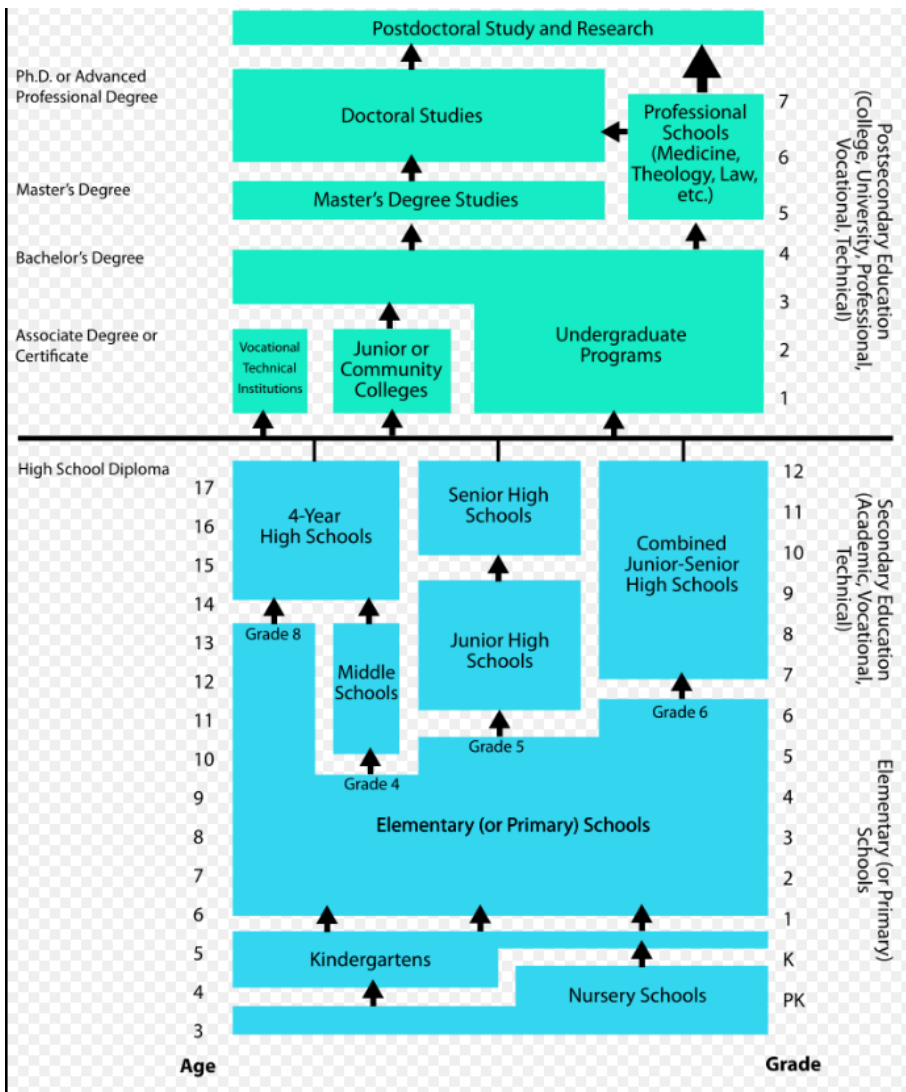 Postdoctoral Study and Research
Ph.D. or Advanced
Professional Degree
Doctoral Studies
Professional
Schools
(Medicine,
Theology, Law,
etc.)
7
6
5
Master's Degree
Master's Degree Studies
Bachelor's Degree
4
3
Associate Degree or
Certificate
Vocational
Technical
Institutions
Junior or
Community
Colleges
Undergraduate
Programs
2
1
Postsecondary Education
(College, University, Professional,
Vocational, Technical)
High School Diploma
17
16
15
14
13
12
11
10
9
8
7
6
5
4
3
Age
4-Year
High Schools
Senior High
Schools
Combined
Junior-Senior
High Schools
Grade 8
Middle
Schools
Junior High
Schools
Grade 6
Grade 5
Grade 4
Elementary (or Primary) Schools
Kindergartens
Nursery Schools
12
11
10
9
8
7
6
5
4
3
2
1
K
PK
Grade
Secondary Education
(Academic, Vocational,
Technical)
Elementary (or Primary)
Schools